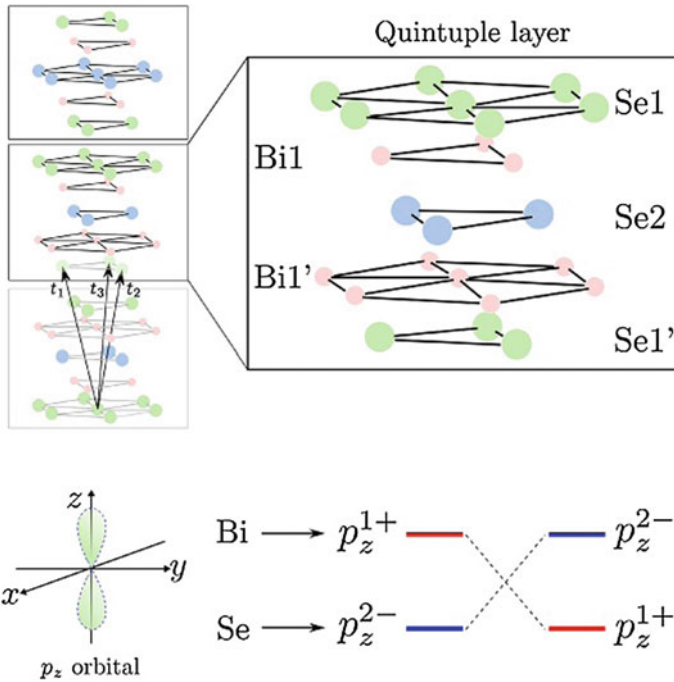 Quintuple layer
Se1
Bi1
Se2
Bi1'
Se1'
t₁ t₃ t₂
z
y
x
p_z orbital
Bi p_z^{1+} p_z^{2-}
Se p_z^{2-} p_z^{1+}